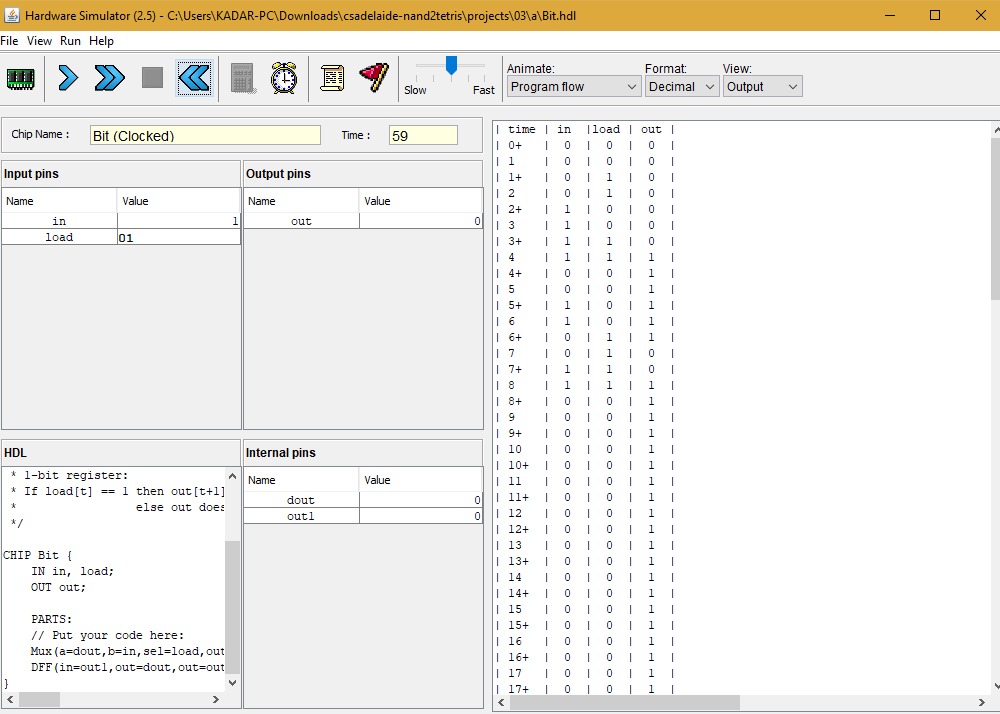 Hardware Simulator (2.5) - C:\Users\KADAR-PC\Downloads\csadelaide-nand2tetris\projects\03\a\Bit.hdl
File View Run Help
Slow Fast
Animate: Format: View:
Program flow Decimal Output
Chip Name : Bit (Clocked) Time : 59
Input pins
Name Value
in 1
load 01
Output pins
Name Value
out 0
HDL
* 1-bit register:
* If load[t] == 1 then out[t+1]
* else out does
*/
CHIP Bit {
IN in, load;
OUT out;
PARTS:
// Put your code here:
Mux(a=dout,b=in,sel=load,out
DFF(in=out1,out=dout,out=out
}
Internal pins
Name Value
dout 0
out1 0
| time | in |load | out |
| 0+ | 0 | 0 | 0 |
| 1 | 0 | 0 | 0 |
| 1+ | 0 | 1 | 0 |
| 2 | 0 | 1 | 0 |
| 2+ | 1 | 0 | 0 |
| 3 | 1 | 0 | 0 |
| 3+ | 1 | 1 | 0 |
| 4 | 1 | 1 | 1 |
| 4+ | 0 | 0 | 1 |
| 5 | 0 | 0 | 1 |
| 5+ | 1 | 0 | 1 |
| 6 | 1 | 0 | 1 |
| 6+ | 0 | 1 | 1 |
| 7 | 0 | 1 | 0 |
| 7+ | 1 | 1 | 0 |
| 8 | 1 | 1 | 1 |
| 8+ | 0 | 0 | 1 |
| 9 | 0 | 0 | 1 |
| 9+ | 0 | 0 | 1 |
| 10 | 0 | 0 | 1 |
| 10+ | 0 | 0 | 1 |
| 11 | 0 | 0 | 1 |
| 11+ | 0 | 0 | 1 |
| 12 | 0 | 0 | 1 |
| 12+ | 0 | 0 | 1 |
| 13 | 0 | 0 | 1 |
| 13+ | 0 | 0 | 1 |
| 14 | 0 | 0 | 1 |
| 14+ | 0 | 0 | 1 |
| 15 | 0 | 0 | 1 |
| 15+ | 0 | 0 | 1 |
| 16 | 0 | 0 | 1 |
| 16+ | 0 | 0 | 1 |
| 17 | 0 | 0 | 1 |
| 17+ | 0 | 0 | 1 |